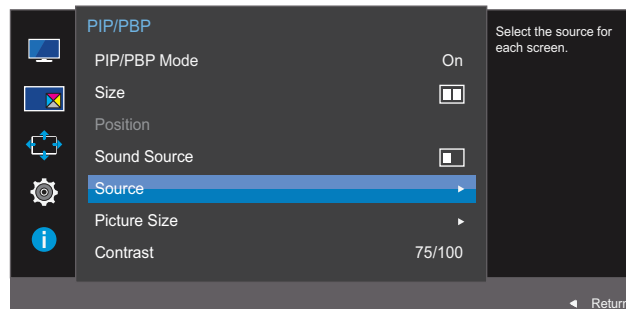 PIP/PBP
PIP/PBP Mode On
Size
Position
Sound Source
Source
Picture Size
Contrast 75/100
Select the source for
each screen.
Return